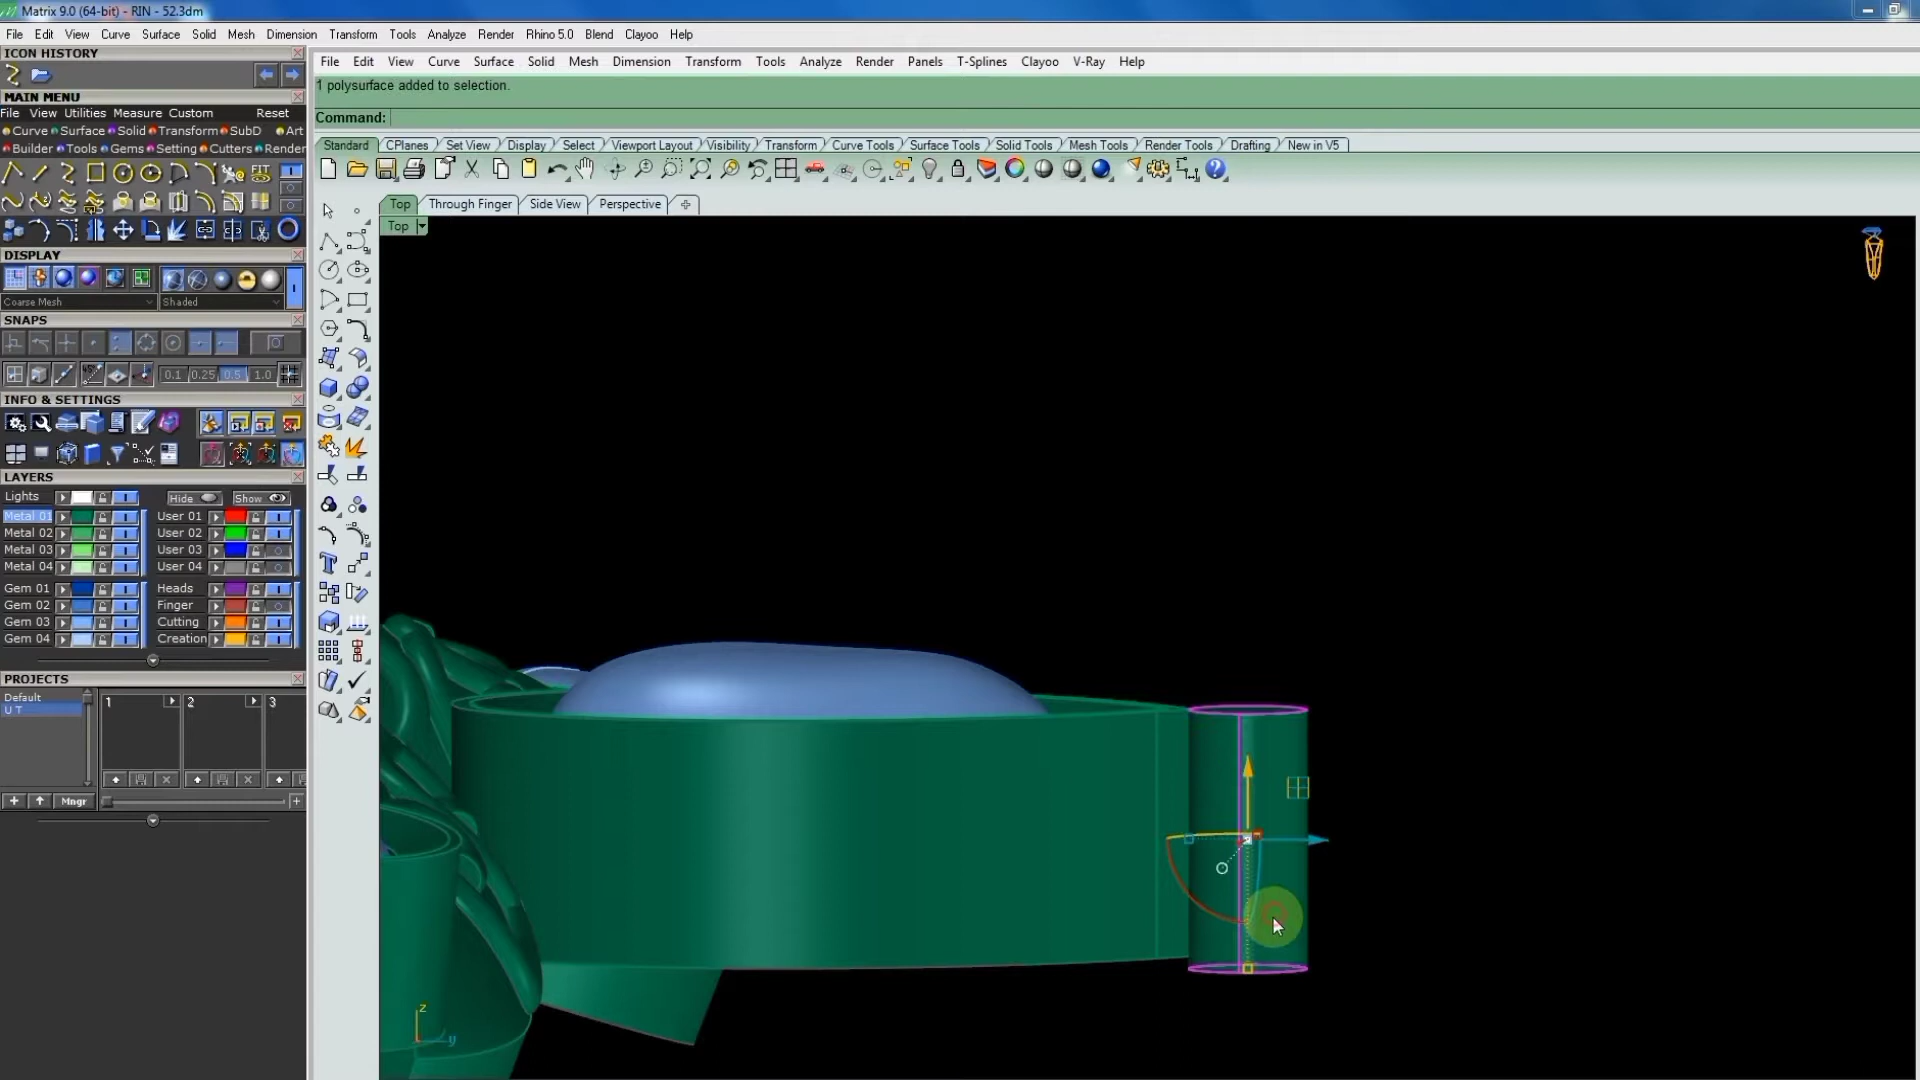 Matrix 9.0 (64-bit) - RIN - 52.3dm
File Edit View Curve Surface Solid Mesh Dimension Transform Tools Analyze Render Rhino 5.0 Blend Clayoo Help
ICON HISTORY
MAIN MENU
File View Utilities Measure Custom Reset
Curve Surface Solid Transform SubD Art
Builder Tools Gems Setting Cutters Render
FIT
DISPLAY
Coarse Mesh Shaded
SNAPS
0.1 0.25 0.5 1.0
INFO & SETTINGS
LAYERS
Lights Hide Show
Metal 01 User 01
Metal 02 User 02
Metal 03 User 03
Metal 04 User 04
Gem 01 Heads
Gem 02 Finger
Gem 03 Cutting
Gem 04 Creation
PROJECTS
Default
U T
1 2 3
Mngr
File Edit View Curve Surface Solid Mesh Dimension Transform Tools Analyze Render Panels T-Splines Clayoo V-Ray Help
1 polysurface added to selection.
Command:
Standard CPlanes Set View Display Select Viewport Layout Visibility Transform Curve Tools Surface Tools Solid Tools Mesh Tools Render Tools Drafting New in V5
Top Through Finger Side View Perspective
Top
z
y